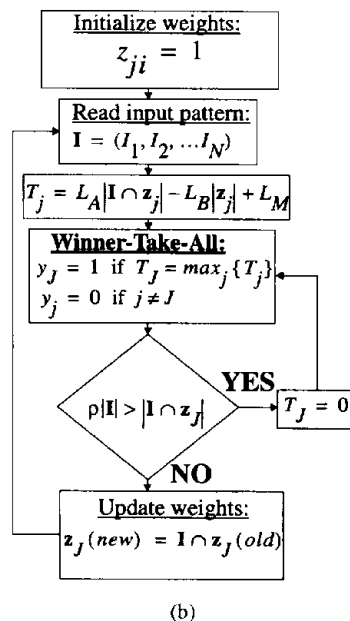 Initialize weights:
z_{ji} = 1
Read input pattern:
I = (I_1, I_2, ...I_N)
T_j = L_A|I ∩ z_j| − L_B|z_j| + L_M
Winner-Take-All:
y_J = 1 if T_J = max_j {T_j}
y_j = 0 if j ≠ J
ρ|I| > |I ∩ z_J|
YES
T_J = 0
NO
Update weights:
z_J (new) = I ∩ z_J (old)
(b)